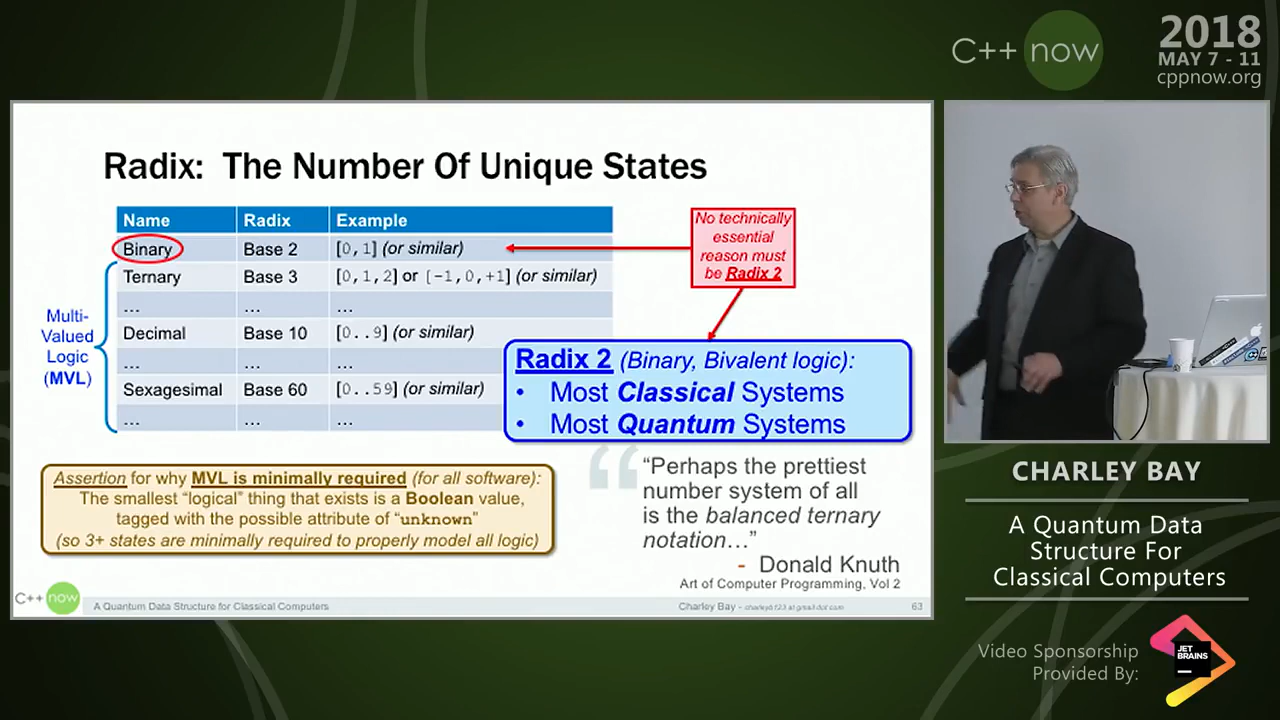 C++ now
2018
MAY 7 - 11
cppnow.org
Radix: The Number Of Unique States
Name Radix Example
Binary Base 2 [0,1] (or similar)
Ternary Base 3 [0,1,2] or [-1,0,+1] (or similar)
... ... ...
Decimal Base 10 [0..9] (or similar)
... ... ...
Sexagesimal Base 60 [0..59] (or similar)
... ... ...
Multi-
Valued
Logic
(MVL)
No technically
essential
reason must
be Radix 2
Radix 2 (Binary, Bivalent logic):
• Most Classical Systems
• Most Quantum Systems
Assertion for why MVL is minimally required (for all software):
The smallest "logical" thing that exists is a Boolean value,
tagged with the possible attribute of "unknown"
(so 3+ states are minimally required to properly model all logic)
“Perhaps the prettiest
number system of all
is the balanced ternary
notation…”
- Donald Knuth
Art of Computer Programming, Vol 2
C++ now
A Quantum Data Structure for Classical Computers
Charley Bay -
63
CHARLEY BAY
A Quantum Data
Structure For
Classical Computers
Video Sponsorship
Provided By:
JET
BRAINS